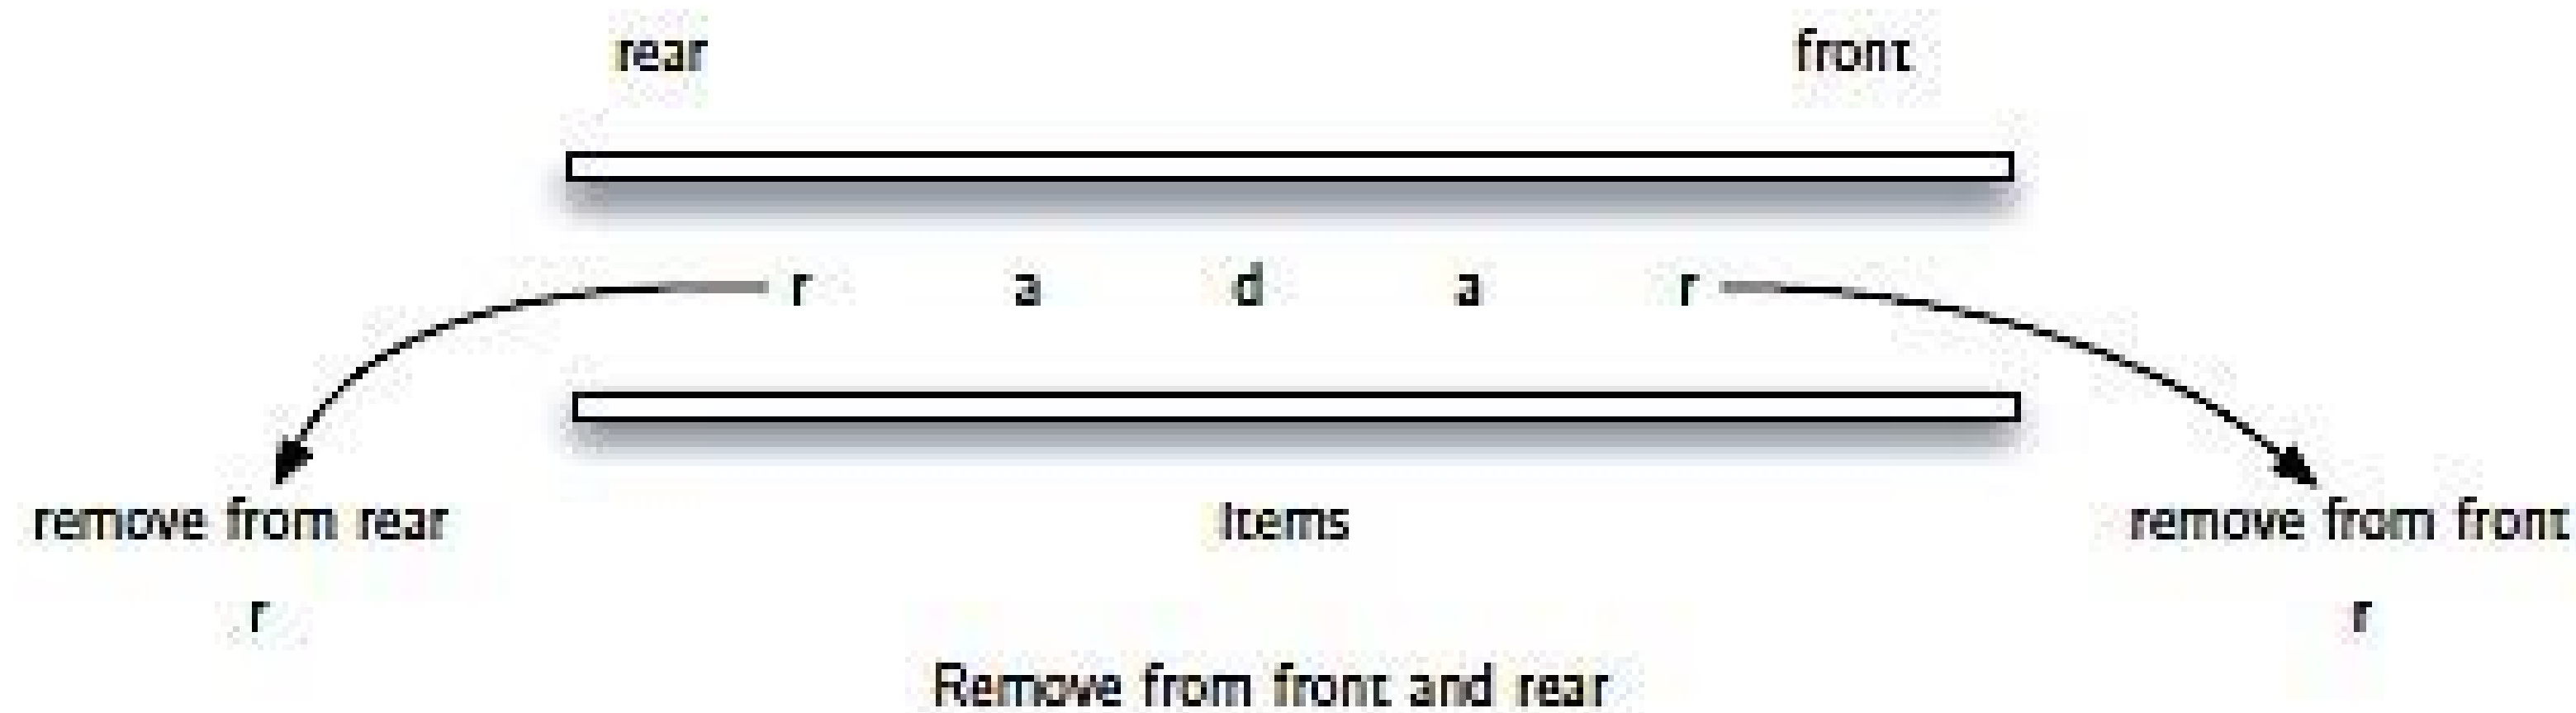 rear front
r a d a r
remove from rear Items remove from front
r r
Remove from front and rear